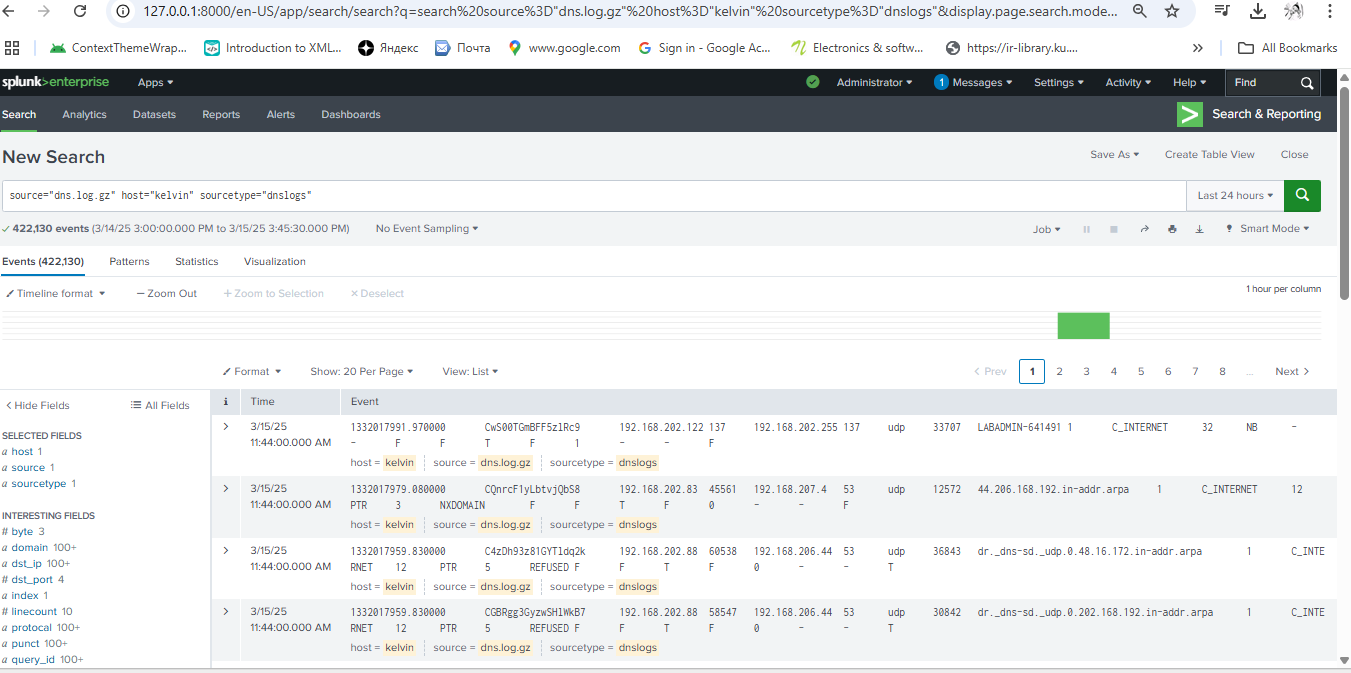 127.0.0.1:8000/en-US/app/search/search?q=search%20source%3D"dns.log.gz"%20host%3D"kelvin"%20sourcetype%3D"dnslogs"&display.page.search.mode...
ContextThemeWrap... Introduction to XML... Яндекс Почта www.google.com Sign in - Google Ac... Electronics & softw... https://ir-library.ku.... » All Bookmarks
splunk>enterprise Apps Administrator 1 Messages Settings Activity Help Find
Search Analytics Datasets Reports Alerts Dashboards Search & Reporting
New Search Save As Create Table View Close
source="dns.log.gz" host="kelvin" sourcetype="dnslogs" Last 24 hours
422,130 events (3/14/25 3:00:00.000 PM to 3/15/25 3:45:30.000 PM) No Event Sampling Job Smart Mode
Events (422,130) Patterns Statistics Visualization
Timeline format — Zoom Out + Zoom to Selection × Deselect 1 hour per column
Format Show: 20 Per Page View: List < Prev 1 2 3 4 5 6 7 8 ... Next >
< Hide Fields All Fields
SELECTED FIELDS
a host 1
a source 1
a sourcetype 1
INTERESTING FIELDS
# byte 3
a domain 100+
a dst_ip 100+
# dst_port 4
a index 1
# linecount 10
a protocal 100+
a punct 100+
a query_id 100+
i Time Event
> 3/15/25 1332017991.970000 CwS00TGmBFF5zlRc9 192.168.202.122 137 192.168.202.255 137 udp 33707 LABADMIN-641491 1 C_INTERNET 32 NB -
11:44:00.000 AM - F F T F 1 - - F
host = kelvin source = dns.log.gz sourcetype = dnslogs
> 3/15/25 1332017979.080000 CQnrcF1yLbtvjQbS8 192.168.202.83 45561 192.168.207.4 53 udp 12572 44.206.168.192.in-addr.arpa 1 C_INTERNET 12
11:44:00.000 AM PTR 3 NXDOMAIN F F T F 0 - - F
host = kelvin source = dns.log.gz sourcetype = dnslogs
> 3/15/25 1332017959.830000 C4zDh93z81GYTldq2k 192.168.202.88 60538 192.168.206.44 53 udp 36843 dr._dns-sd._udp.0.48.16.172.in-addr.arpa 1 C_INTE
11:44:00.000 AM RNET 12 PTR 5 REFUSED F F T F 0 - - T
host = kelvin source = dns.log.gz sourcetype = dnslogs
> 3/15/25 1332017959.830000 CGBRgg3GyzwSHlWkB7 192.168.202.88 58547 192.168.206.44 53 udp 30842 dr._dns-sd._udp.0.202.168.192.in-addr.arpa 1 C_INTE
11:44:00.000 AM RNET 12 PTR 5 REFUSED F F T F 0 - - T
host = kelvin source = dns.log.gz sourcetype = dnslogs